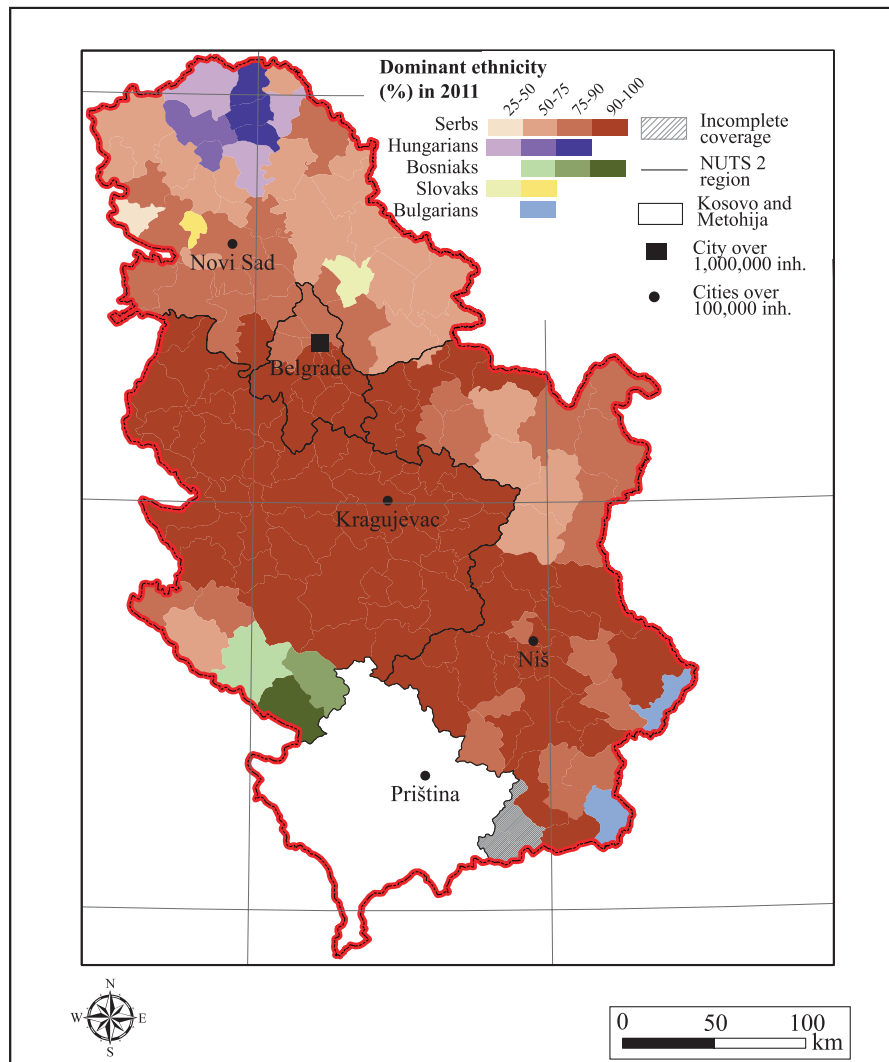 Dominant ethnicity
(%) in 2011
25-50
50-75
75-90
90-100
Serbs
Hungarians
Bosniaks
Slovaks
Bulgarians
Incomplete
coverage
NUTS 2
region
Kosovo and
Metohija
City over
1,000,000 inh.
Cities over
100,000 inh.
Novi Sad
Belgrade
Kragujevac
Niš
Priština
N
W
E
S
0
50
100
km